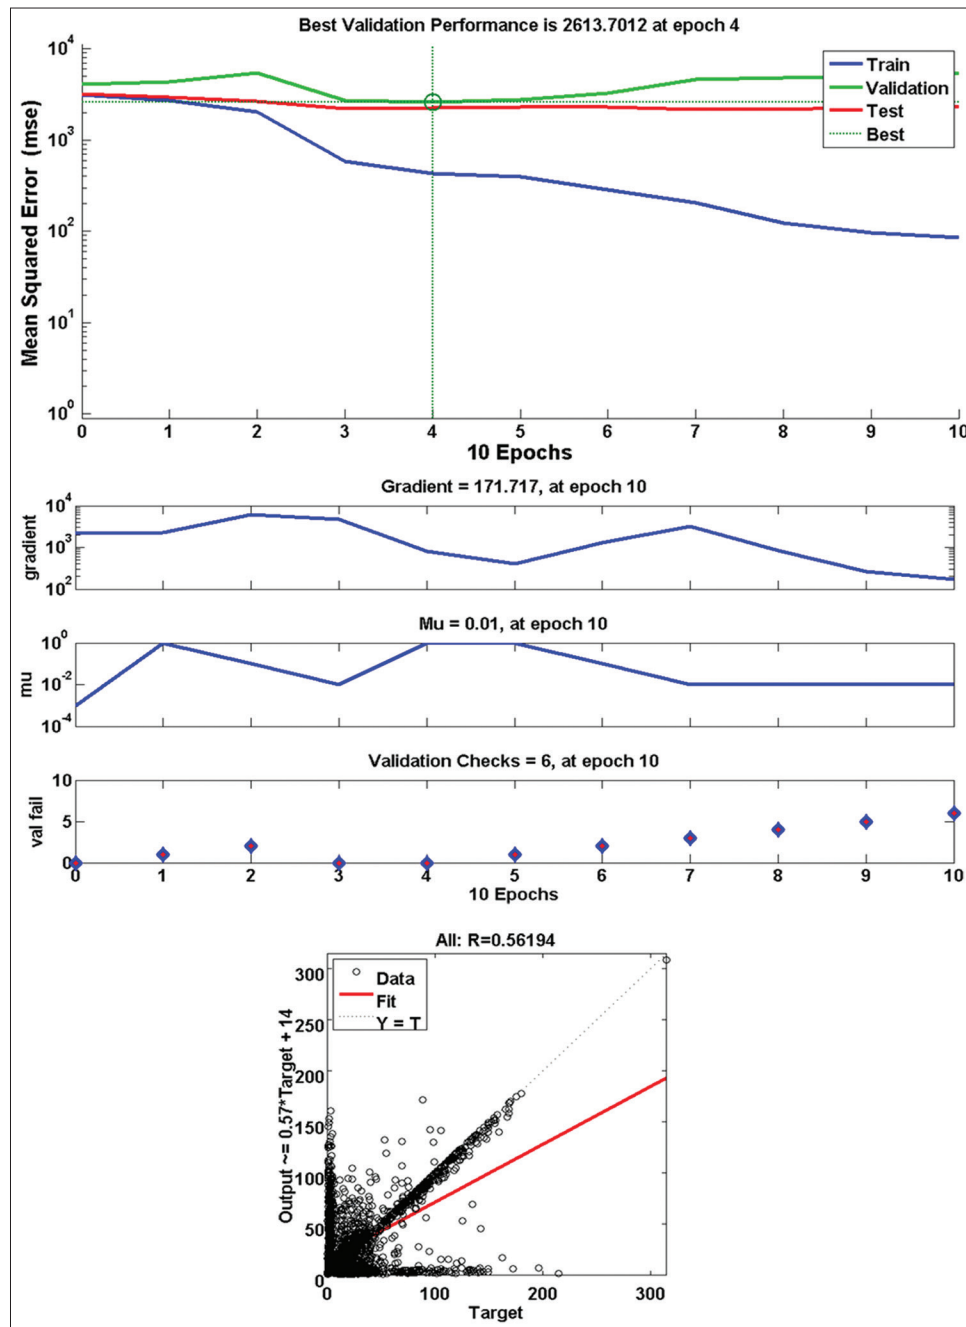 Best Validation Performance is 2613.7012 at epoch 4
Mean Squared Error (mse)
10^4
10^3
10^2
10^1
10^0
Train
Validation
Test
Best
0 1 2 3 4 5 6 7 8 9 10
10 Epochs
Gradient = 171.717, at epoch 10
gradient
10^4
10^3
10^2
Mu = 0.01, at epoch 10
mu
10^0
10^-2
10^-4
Validation Checks = 6, at epoch 10
val fail
10
5
0
0 1 2 3 4 5 6 7 8 9 10
10 Epochs
All: R=0.56194
Output ~= 0.57*Target + 14
300
250
200
150
100
50
0
Data
Fit
Y = T
0 100 200 300
Target